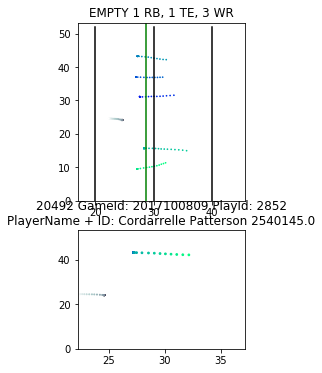 EMPTY 1 RB, 1 TE, 3 WR
50
40
30
20
10
0
20 30 40
20492 GameId: 2017100809 PlayId: 2852
PlayerName + ID: Cordarrelle Patterson 2540145.0
40
20
0
25 30 35